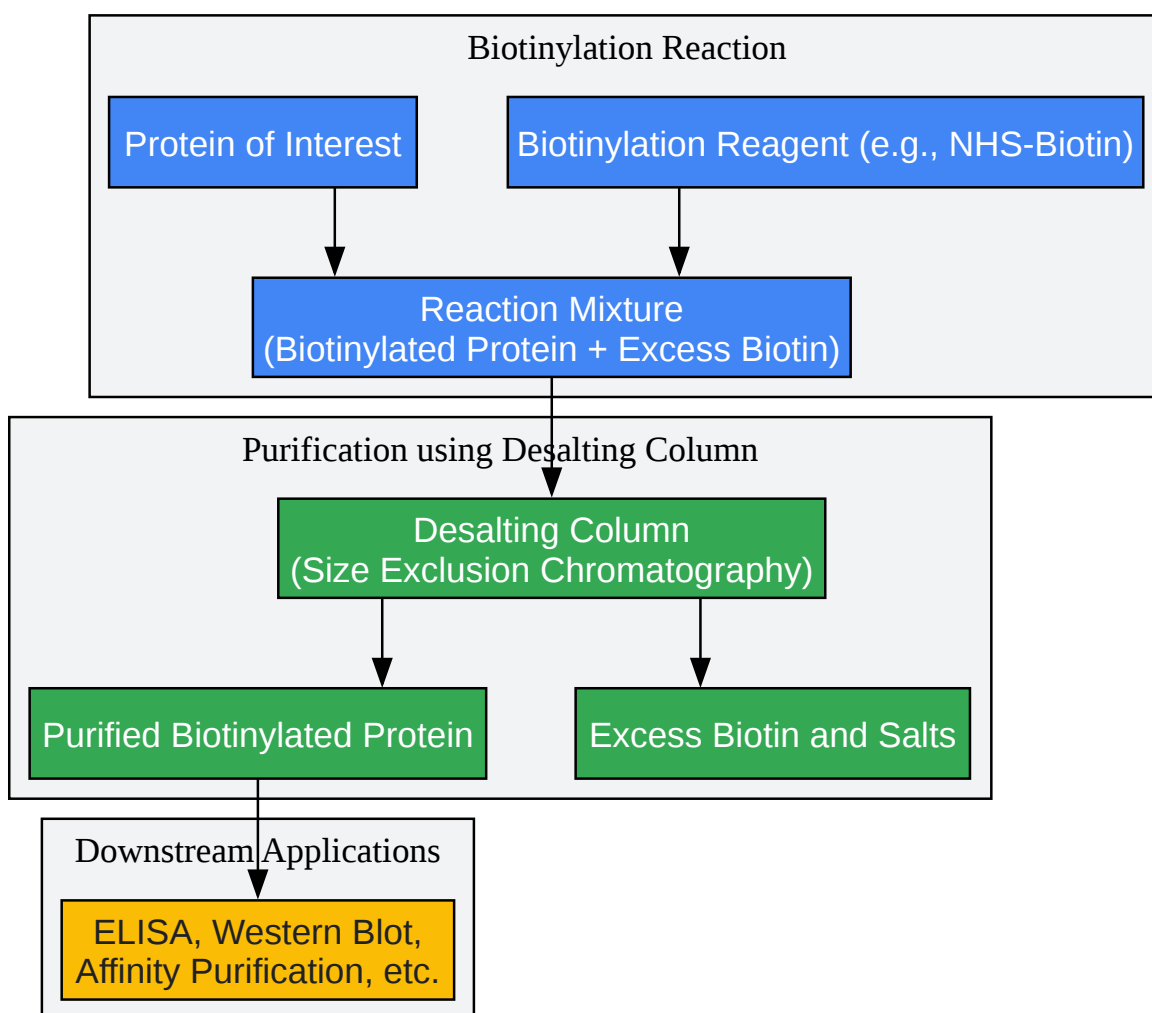 Biotinylation Reaction
Protein of Interest
Biotinylation Reagent (e.g., NHS-Biotin)
Reaction Mixture
(Biotinylated Protein + Excess Biotin)
Purification using Desalting Column
Desalting Column
(Size Exclusion Chromatography)
Purified Biotinylated Protein
Excess Biotin and Salts
Downstream Applications
ELISA, Western Blot,
Affinity Purification, etc.